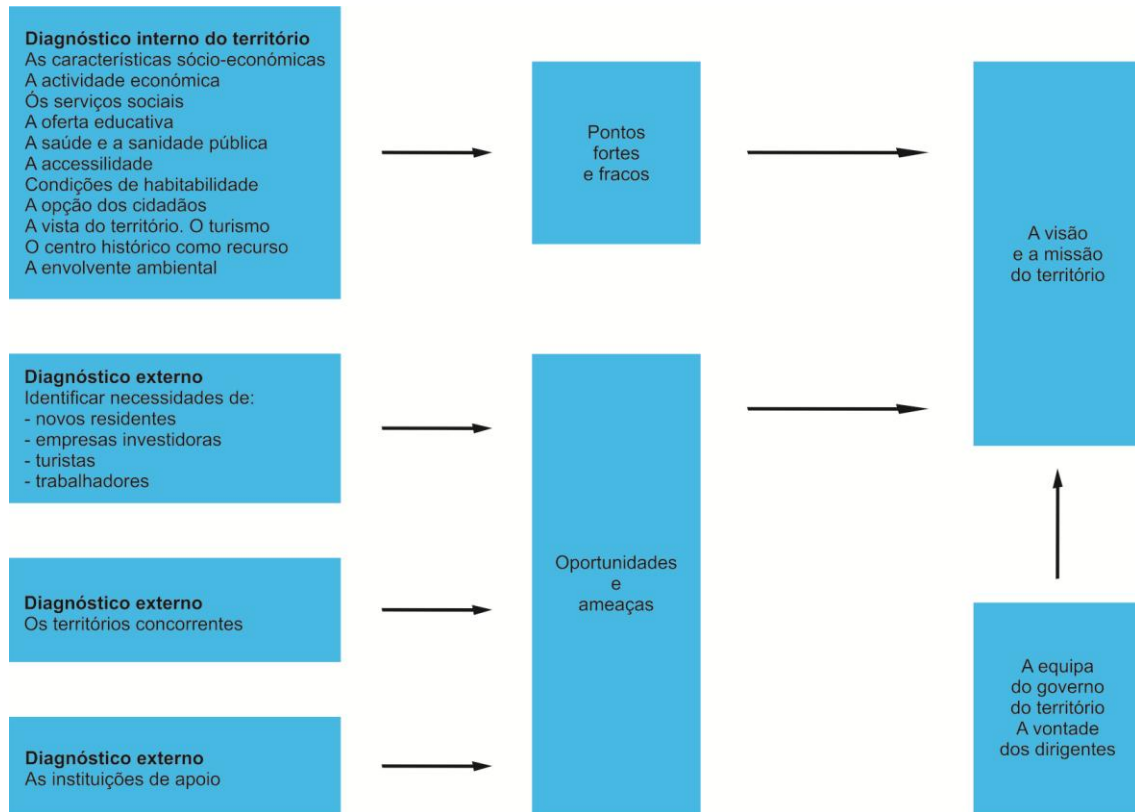 Diagnóstico interno do território
As características sócio-económicas
A actividade económica
Ós serviços sociais
A oferta educativa
A saúde e a sanidade pública
A accessilidade
Condições de habitabilidade
A opção dos cidadãos
A vista do território. O turismo
O centro histórico como recurso
A envolvente ambiental
Pontos
fortes
e fracos
A visão
e a missão
do território
Diagnóstico externo
Identificar necessidades de:
- novos residentes
- empresas investidoras
- turistas
- trabalhadores
Oportunidades
e
ameaças
Diagnóstico externo
Os territórios concorrentes
A equipa
do governo
do território
A vontade
dos dirigentes
Diagnóstico externo
As instituições de apoio